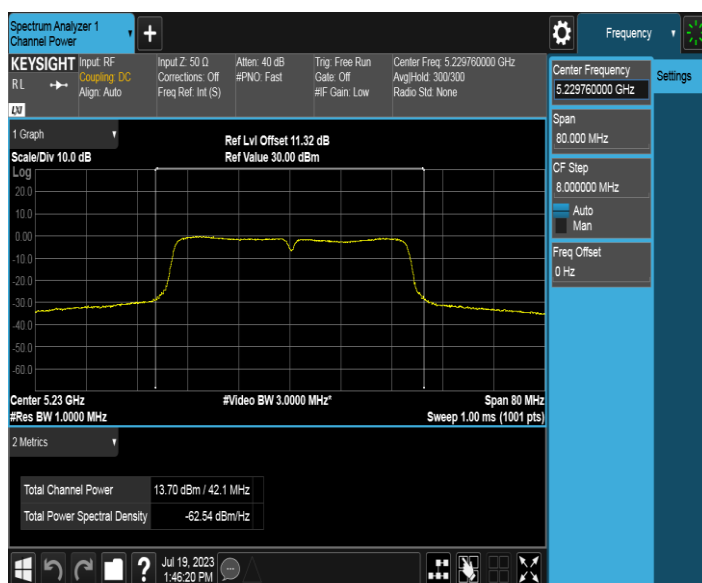 Spectrum Analyzer 1
Channel Power
+
Frequency
KEYSIGHT
RL
LXI
Input: RF
Coupling: DC
Align: Auto
Input Z: 50 Ω
Corrections: Off
Freq Ref: Int (S)
Atten: 40 dB
#PNO: Fast
Trig: Free Run
Gate: Off
#IF Gain: Low
Center Freq: 5.229760000 GHz
Avg|Hold: 300/300
Radio Std: None
Center Frequency
5.229760000 GHz
Settings
Span
80.000 MHz
CF Step
8.000000 MHz
Auto
Man
Freq Offset
0 Hz
1 Graph
Scale/Div 10.0 dB
Ref Lvl Offset 11.32 dB
Ref Value 30.00 dBm
Log
20.0
10.0
0.00
-10.0
-20.0
-30.0
-40.0
-50.0
-60.0
Center 5.23 GHz
#Video BW 3.0000 MHz*
Span 80 MHz
#Res BW 1.0000 MHz
Sweep 1.00 ms (1001 pts)
2 Metrics
Total Channel Power
13.70 dBm / 42.1 MHz
Total Power Spectral Density
-62.54 dBm/Hz
?
Jul 19, 2023
1:46:20 PM